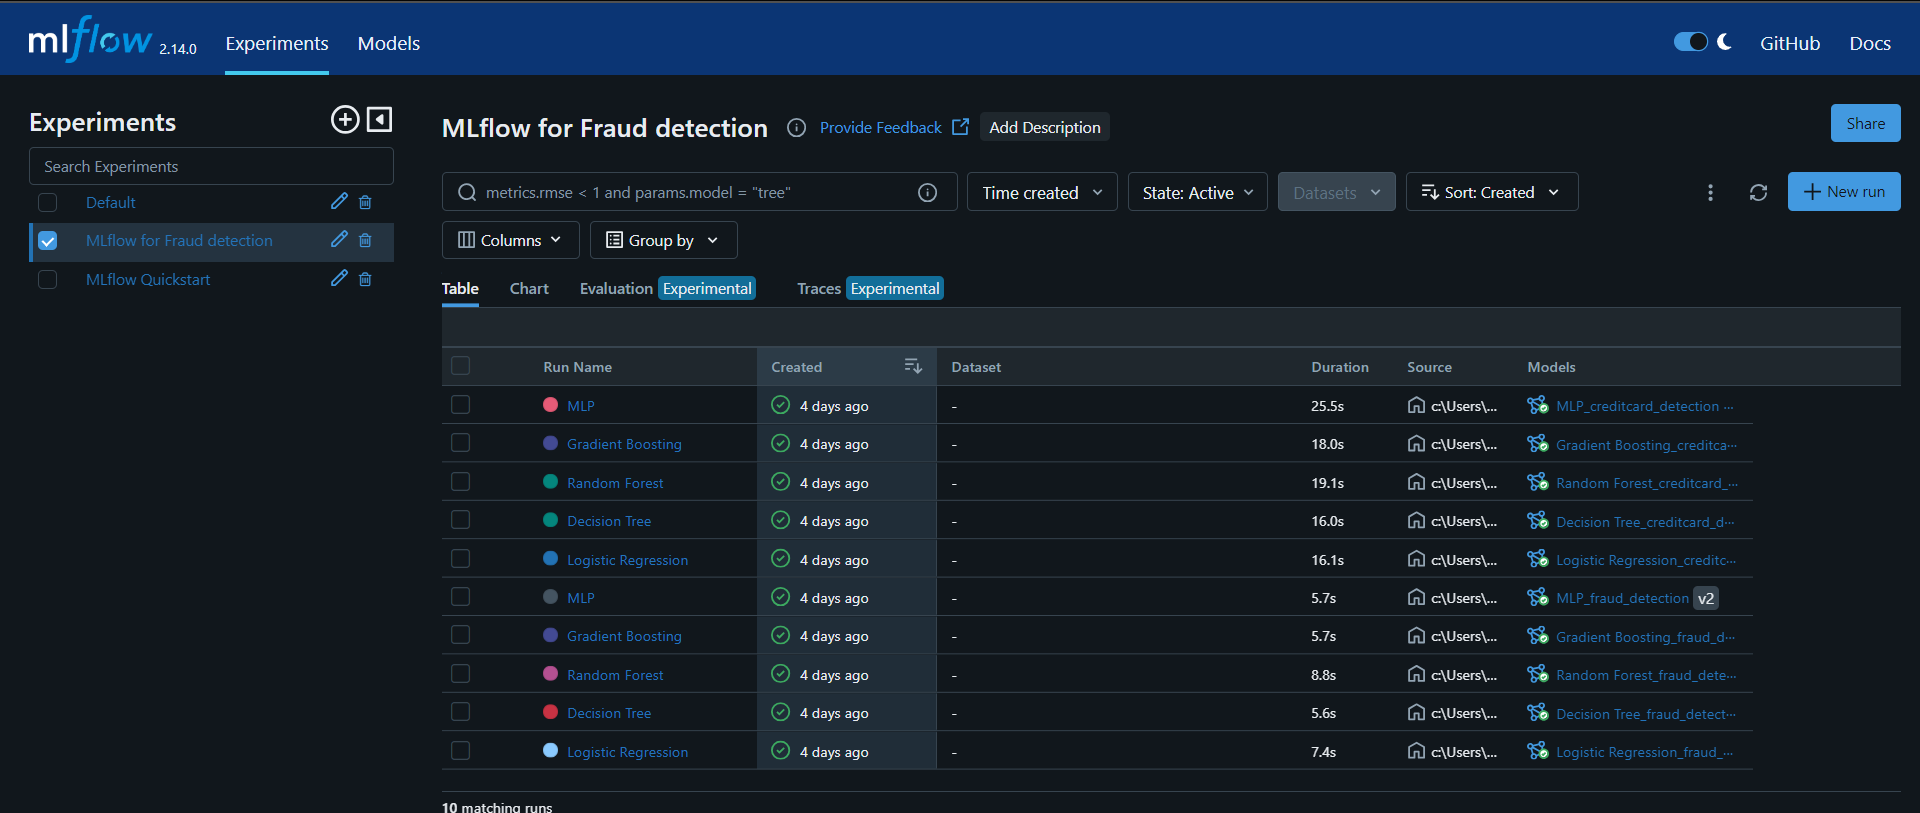 mlflow 2.14.0 Experiments Models GitHub Docs
Experiments
Search Experiments
Default
MLflow for Fraud detection
MLflow Quickstart
MLflow for Fraud detection Provide Feedback Add Description Share
metrics.rmse < 1 and params.model = "tree" Time created State: Active Datasets Sort: Created New run
Columns Group by
Table Chart Evaluation Experimental Traces Experimental
Run Name Created Dataset Duration Source Models
MLP 4 days ago - 25.5s c:\Users\... MLP_creditcard_detection ...
Gradient Boosting 4 days ago - 18.0s c:\Users\... Gradient Boosting_creditca...
Random Forest 4 days ago - 19.1s c:\Users\... Random Forest_creditcard_...
Decision Tree 4 days ago - 16.0s c:\Users\... Decision Tree_creditcard_d...
Logistic Regression 4 days ago - 16.1s c:\Users\... Logistic Regression_creditc...
MLP 4 days ago - 5.7s c:\Users\... MLP_fraud_detection v2
Gradient Boosting 4 days ago - 5.7s c:\Users\... Gradient Boosting_fraud_d...
Random Forest 4 days ago - 8.8s c:\Users\... Random Forest_fraud_dete...
Decision Tree 4 days ago - 5.6s c:\Users\... Decision Tree_fraud_detect...
Logistic Regression 4 days ago - 7.4s c:\Users\... Logistic Regression_fraud_...
10 matching runs